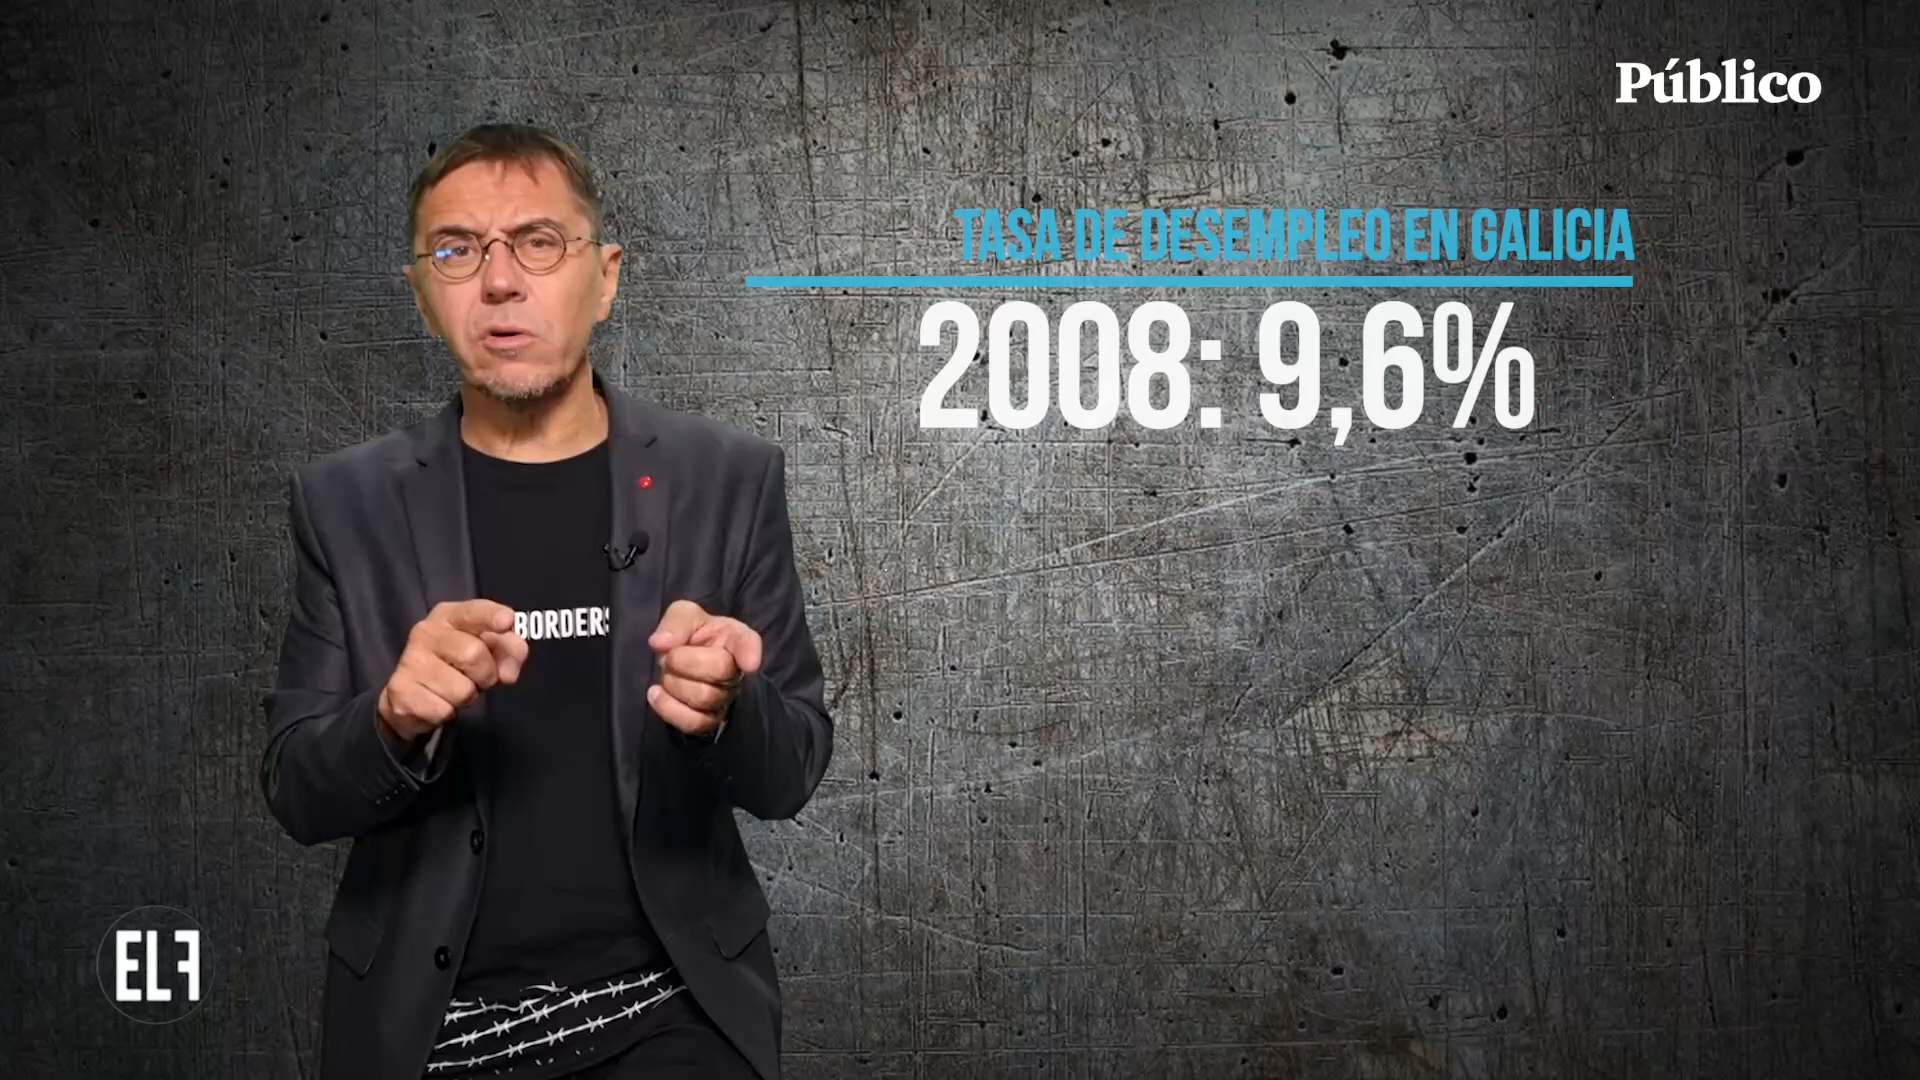 Público
TASA DE DESEMPLEO EN GALICIA
2008: 9,6%
BORDERS
ELF